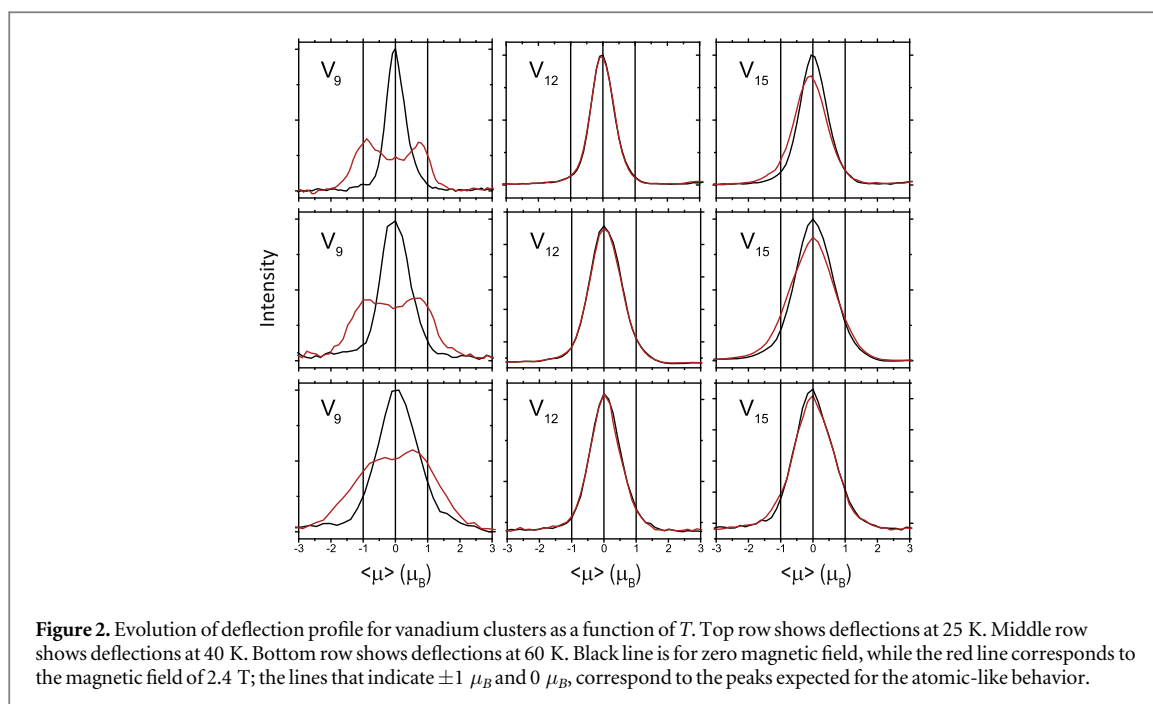 V9
V12
V15
V9
V12
V15
Intensity
V9
V12
V15
-3 -2 -1 0 1 2 3 -3 -2 -1 0 1 2 3 -3 -2 -1 0 1 2 3
<μ> (μB) <μ> (μB) <μ> (μB)
Figure 2. Evolution of deflection profile for vanadium clusters as a function of T. Top row shows deflections at 25 K. Middle row
shows deflections at 40 K. Bottom row shows deflections at 60 K. Black line is for zero magnetic field, while the red line corresponds to
the magnetic field of 2.4 T; the lines that indicate ±1 μB and 0 μB, correspond to the peaks expected for the atomic-like behavior.